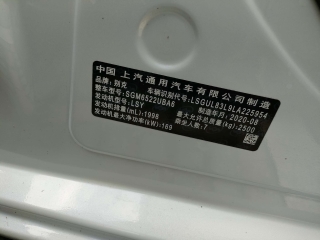 中国 上汽通用汽车有限公司制造
品牌:别克 车辆识别代号:LSGUL83L9LA225954
整车型号:SGM6522UBA6 制造年月:2020-08
发动机型号:LSY 最大允许总质量(kg):2500
发动机排量(mL):1998 乘坐人数:7
发动机最大净功率(kW):169